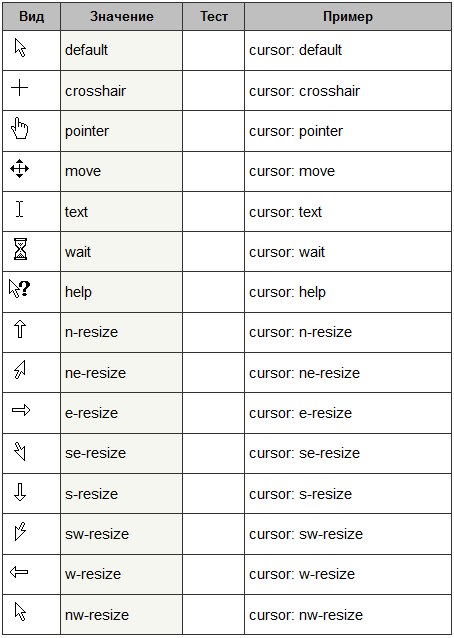 Вид Значение Тест Пример
default cursor: default
crosshair cursor: crosshair
pointer cursor: pointer
move cursor: move
text cursor: text
wait cursor: wait
help cursor: help
n-resize cursor: n-resize
ne-resize cursor: ne-resize
e-resize cursor: e-resize
se-resize cursor: se-resize
s-resize cursor: s-resize
sw-resize cursor: sw-resize
w-resize cursor: w-resize
nw-resize cursor: nw-resize